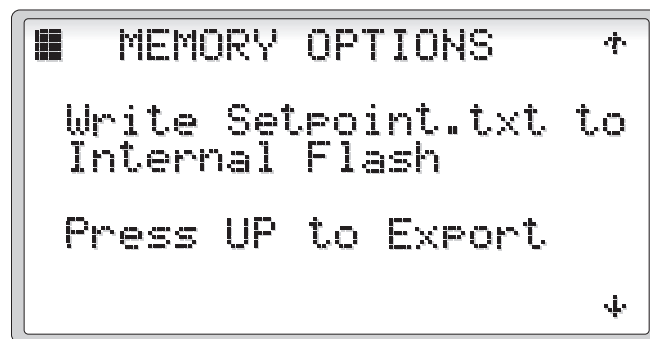 MEMORY OPTIONS
Write Setpoint.txt to
Internal Flash
Press UP to Export